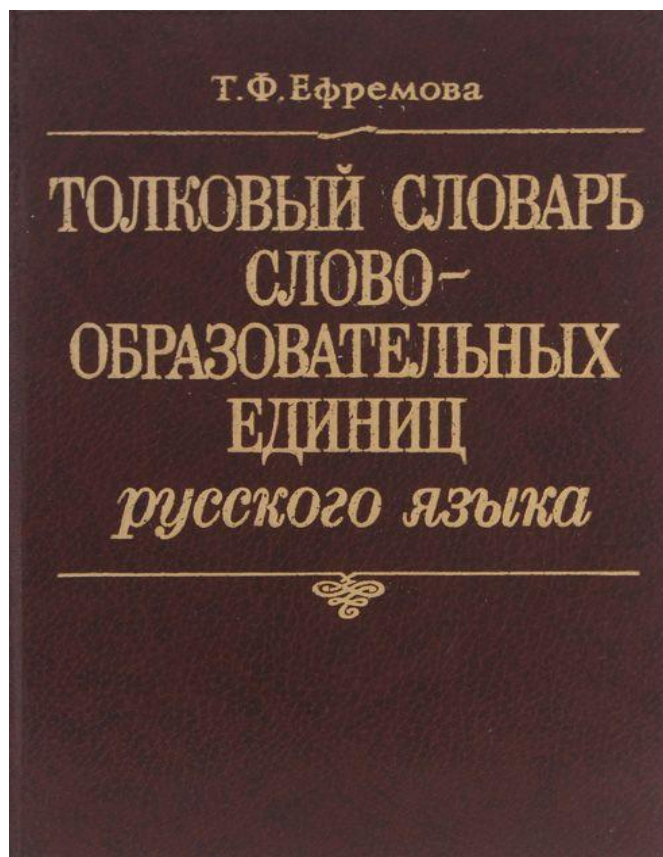 Т.Ф.Ефремова
ТОЛКОВЫЙ СЛОВАРЬ
СЛОВО-
ОБРАЗОВАТЕЛЬНЫХ
ЕДИНИЦ
русского языка